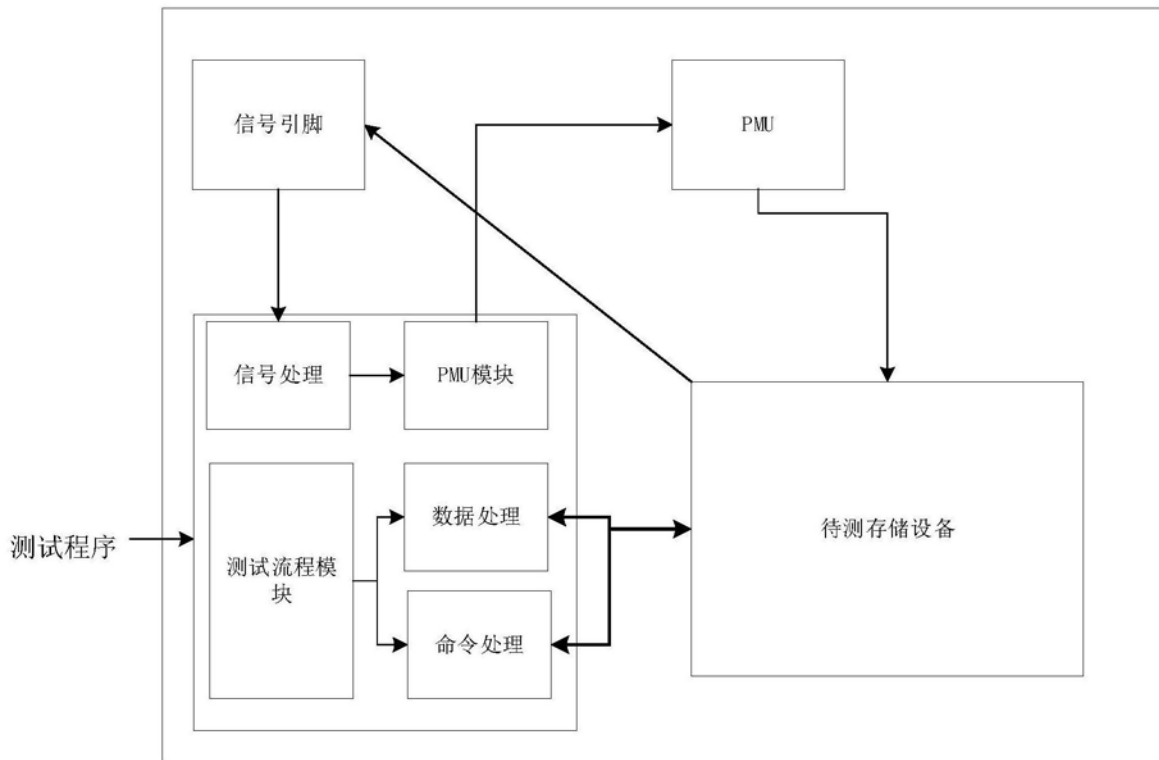 信号引脚
PMU
信号处理
PMU模块
测试程序
测试流程模
块
数据处理
命令处理
待测存储设备